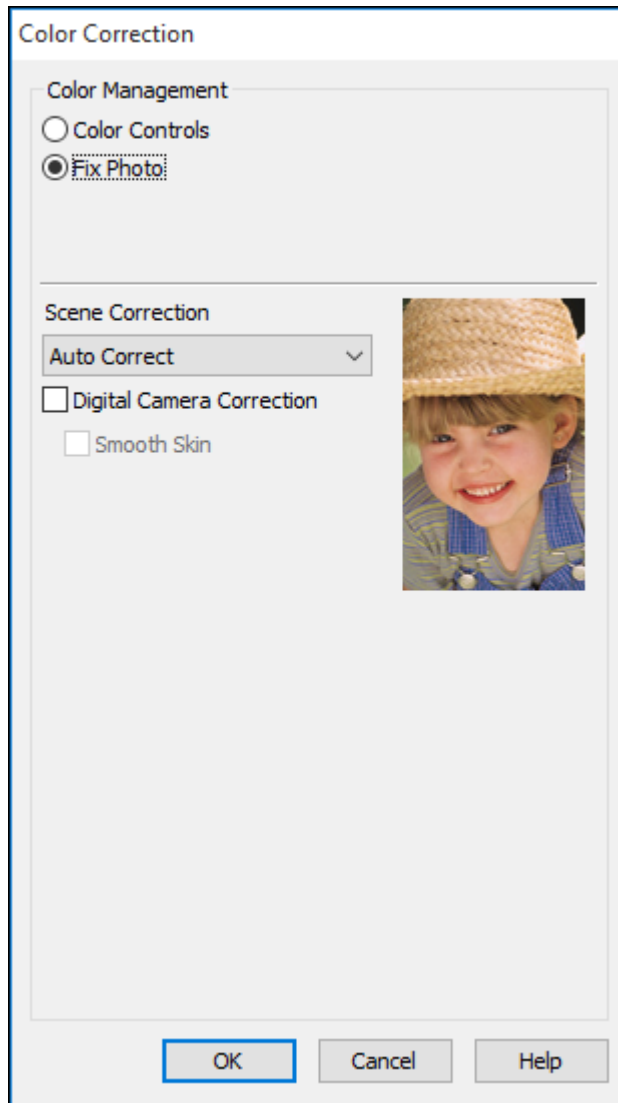 Color Correction
Color Management
Color Controls
Fix Photo
Scene Correction
Auto Correct
Digital Camera Correction
Smooth Skin
OK Cancel Help